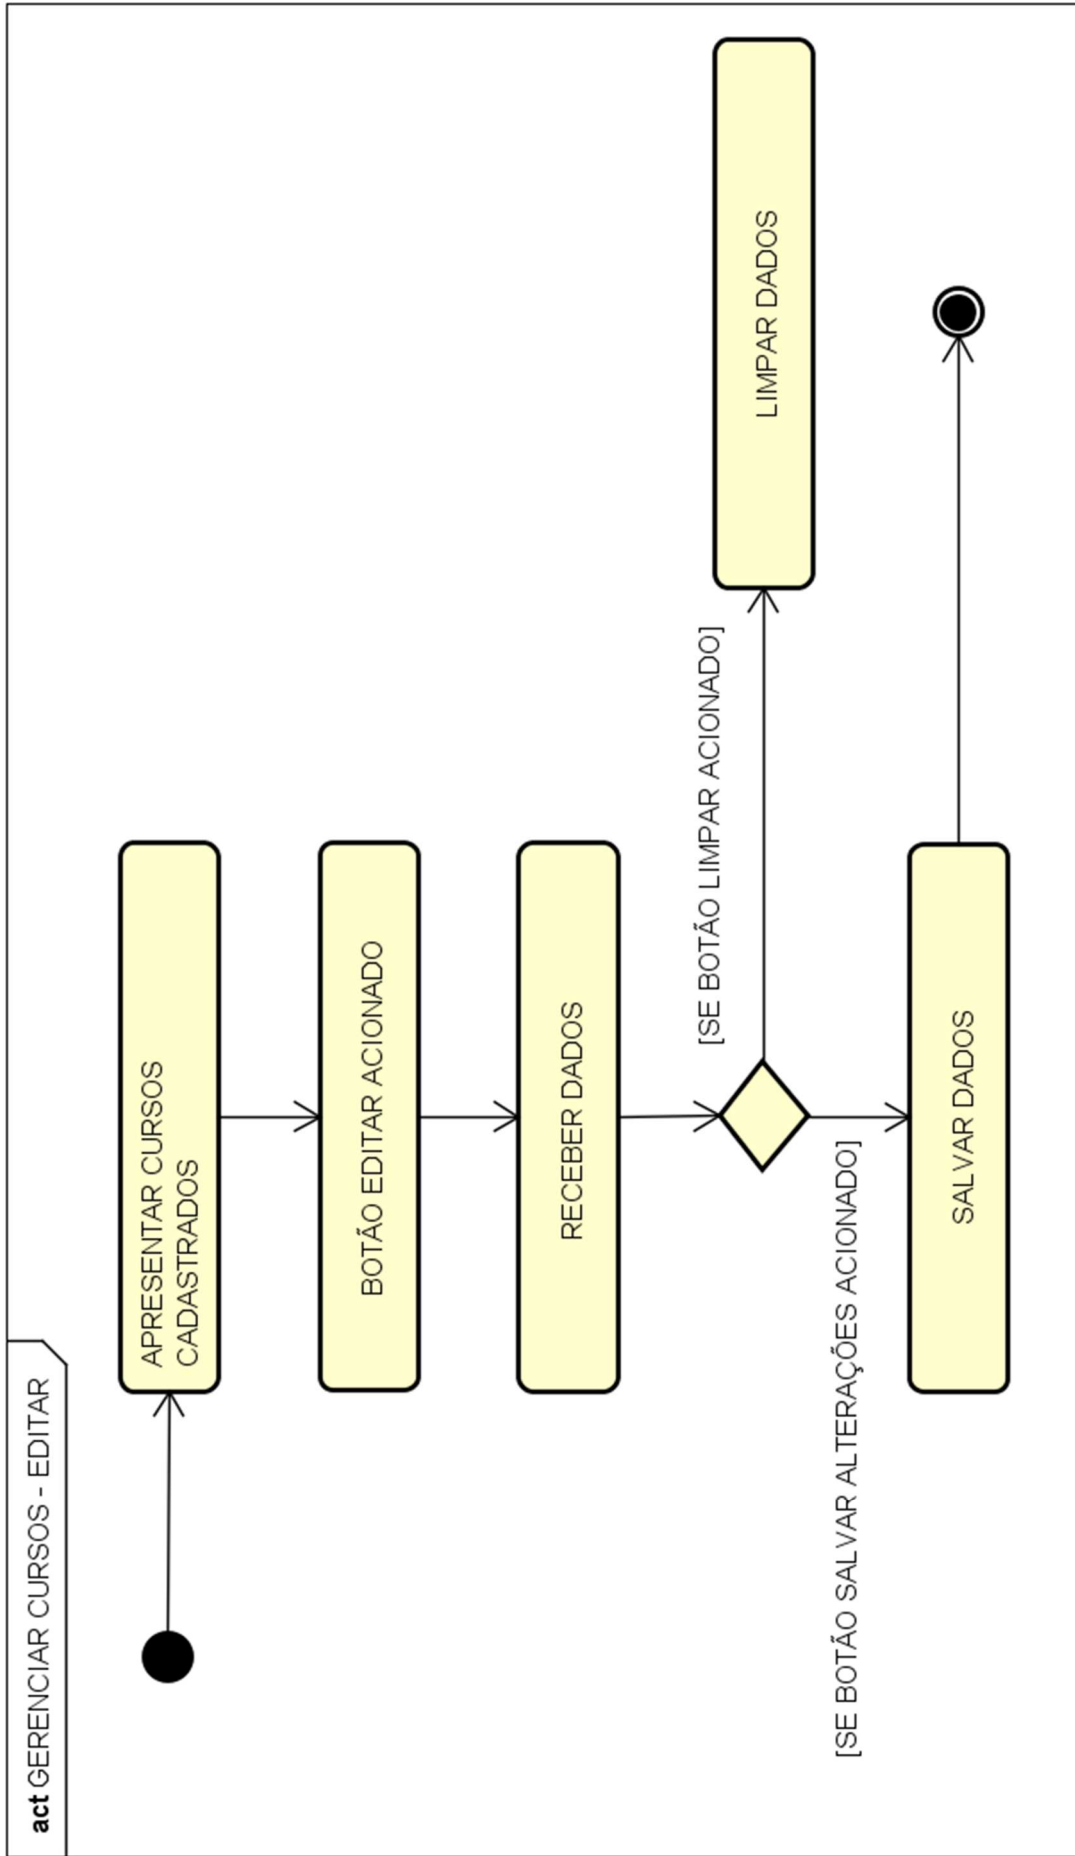 act GERENCIAR CURSOS - EDITAR
APRESENTAR CURSOS
CADASTRADOS
BOTÃO EDITAR ACIONADO
RECEBER DADOS
[SE BOTÃO LIMPAR ACIONADO]
LIMPAR DADOS
[SE BOTÃO SALVAR ALTERAÇÕES ACIONADO]
SALVAR DADOS